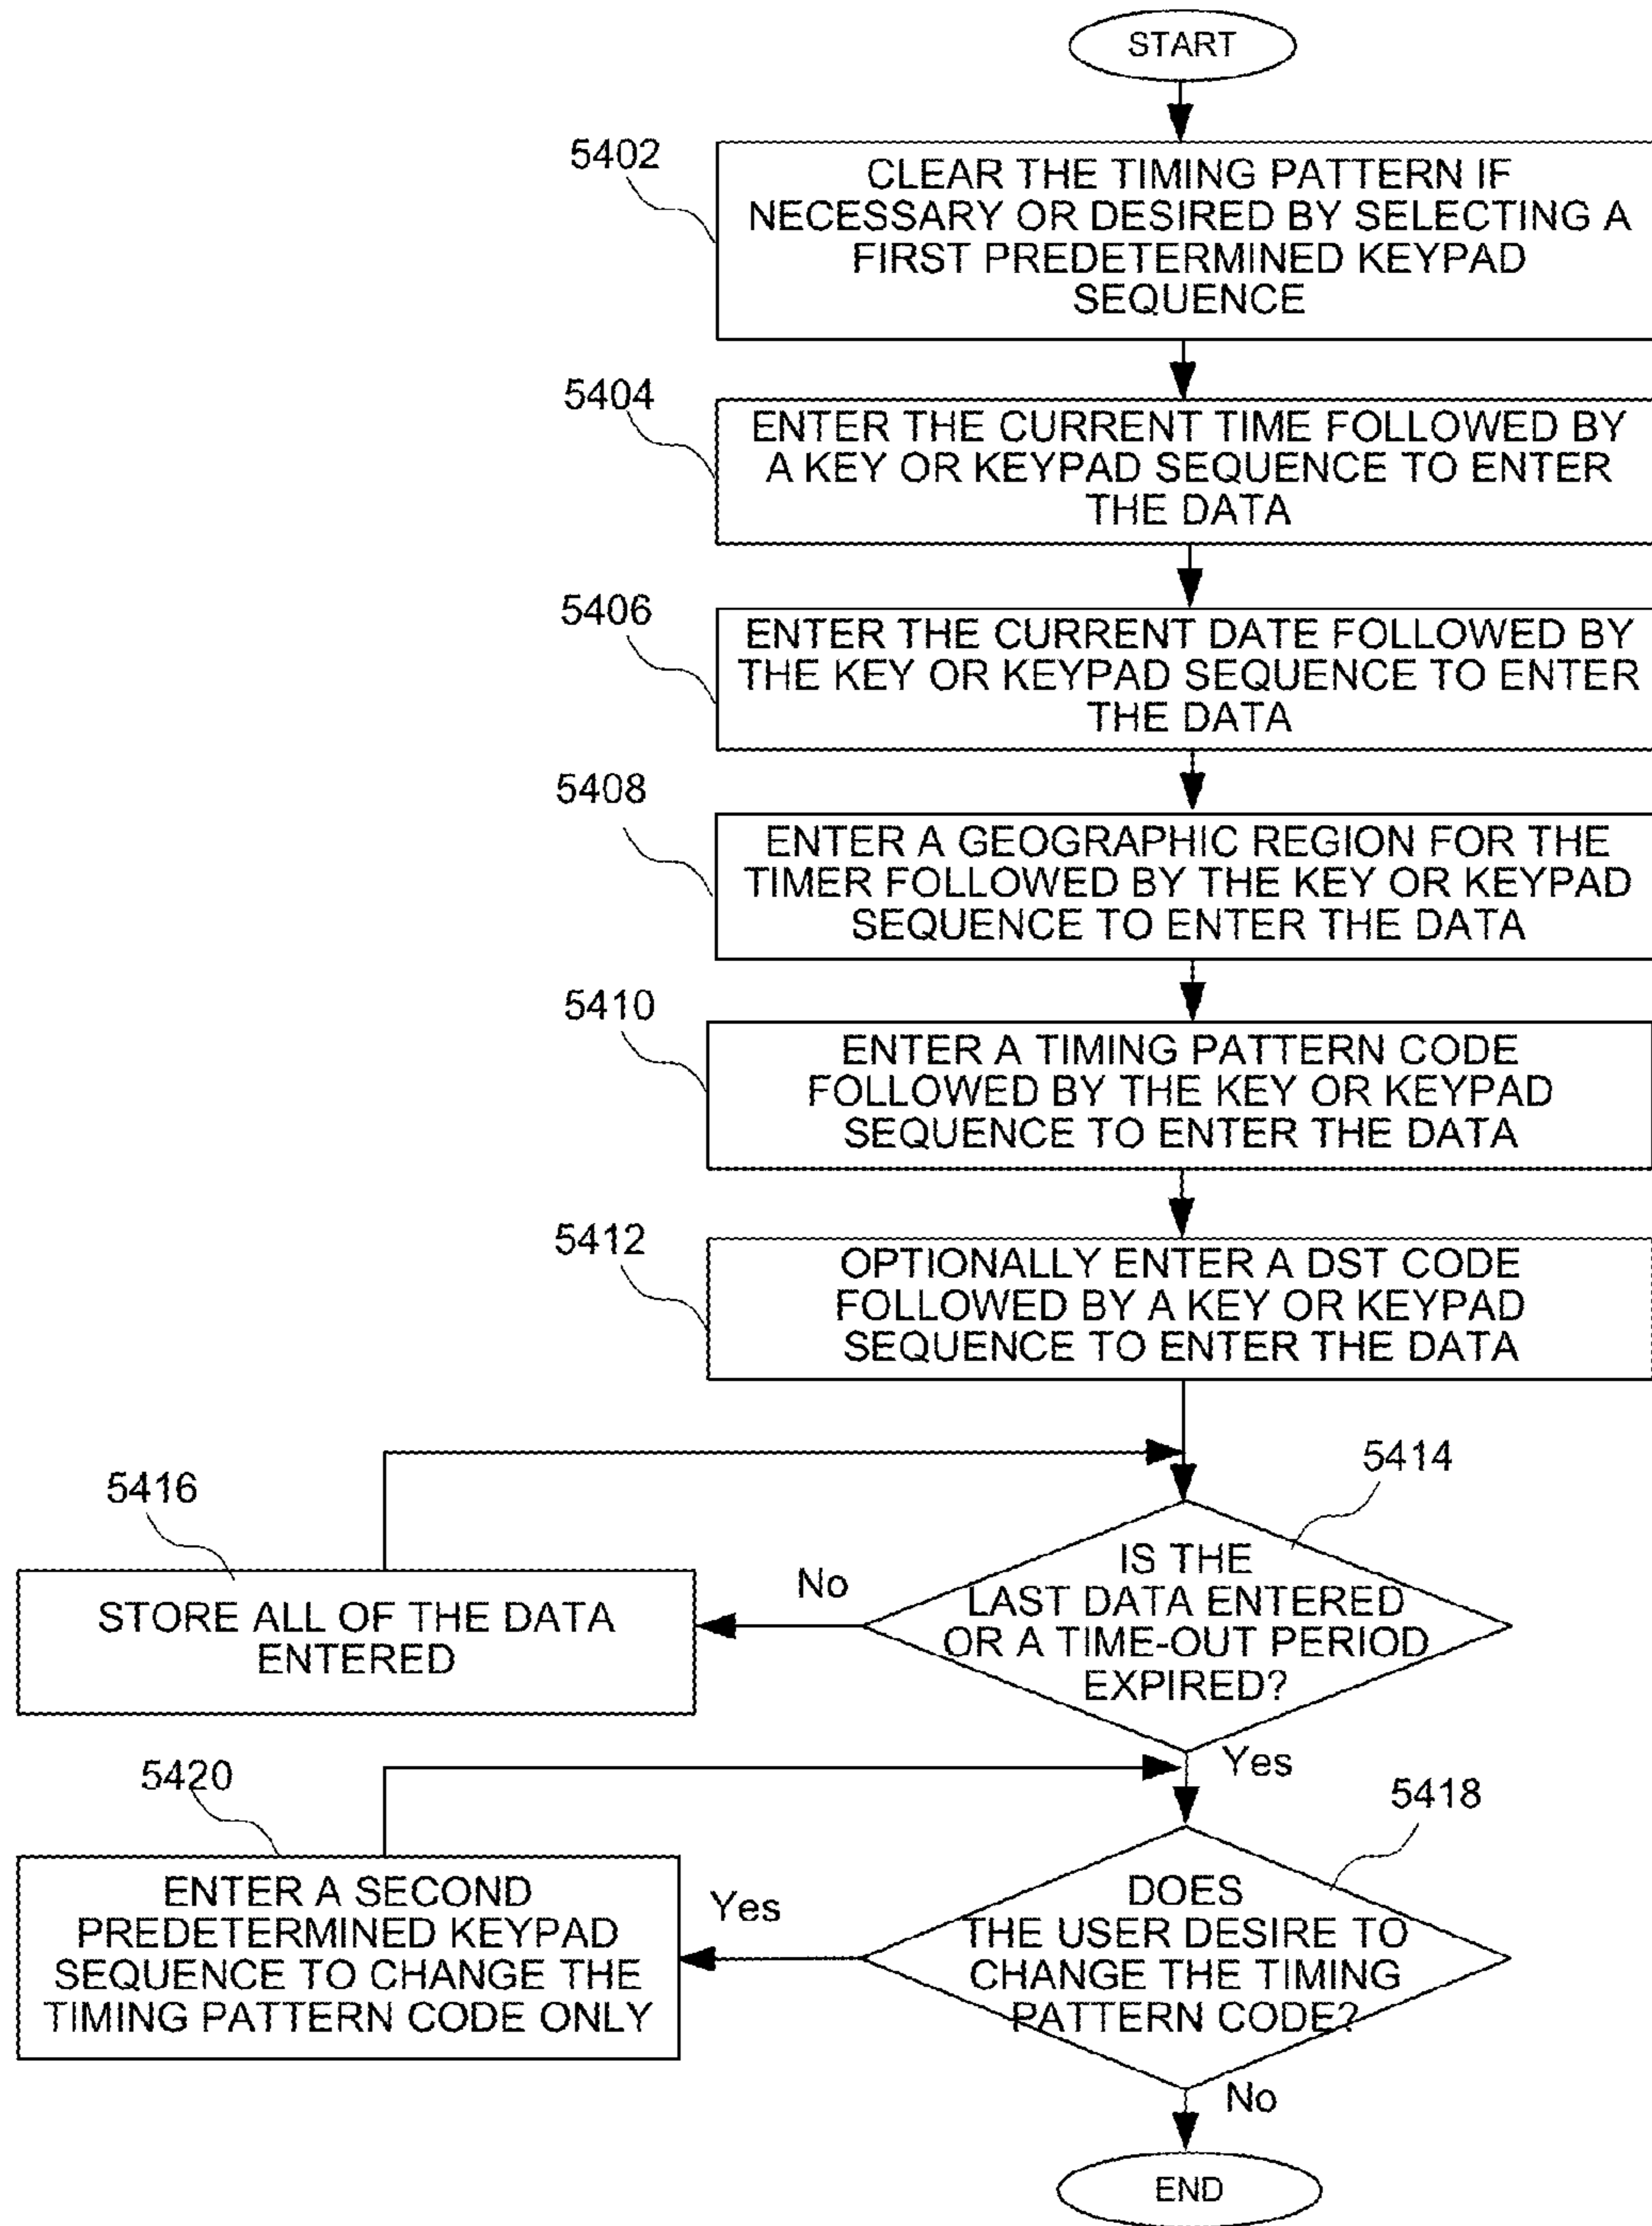 START
5402
CLEAR THE TIMING PATTERN IF
NECESSARY OR DESIRED BY SELECTING A
FIRST PREDETERMINED KEYPAD
SEQUENCE
5404
ENTER THE CURRENT TIME FOLLOWED BY
A KEY OR KEYPAD SEQUENCE TO ENTER
THE DATA
5406
ENTER THE CURRENT DATE FOLLOWED BY
THE KEY OR KEYPAD SEQUENCE TO ENTER
THE DATA
5408
ENTER A GEOGRAPHIC REGION FOR THE
TIMER FOLLOWED BY THE KEY OR KEYPAD
SEQUENCE TO ENTER THE DATA
5410
ENTER A TIMING PATTERN CODE
FOLLOWED BY THE KEY OR KEYPAD
SEQUENCE TO ENTER THE DATA
5412
OPTIONALLY ENTER A DST CODE
FOLLOWED BY A KEY OR KEYPAD
SEQUENCE TO ENTER THE DATA
5414
IS THE
LAST DATA ENTERED
OR A TIME-OUT PERIOD
EXPIRED?
No
5416
STORE ALL OF THE DATA
ENTERED
Yes
5418
DOES
THE USER DESIRE TO
CHANGE THE TIMING
PATTERN CODE?
Yes
5420
ENTER A SECOND
PREDETERMINED KEYPAD
SEQUENCE TO CHANGE THE
TIMING PATTERN CODE ONLY
No
END